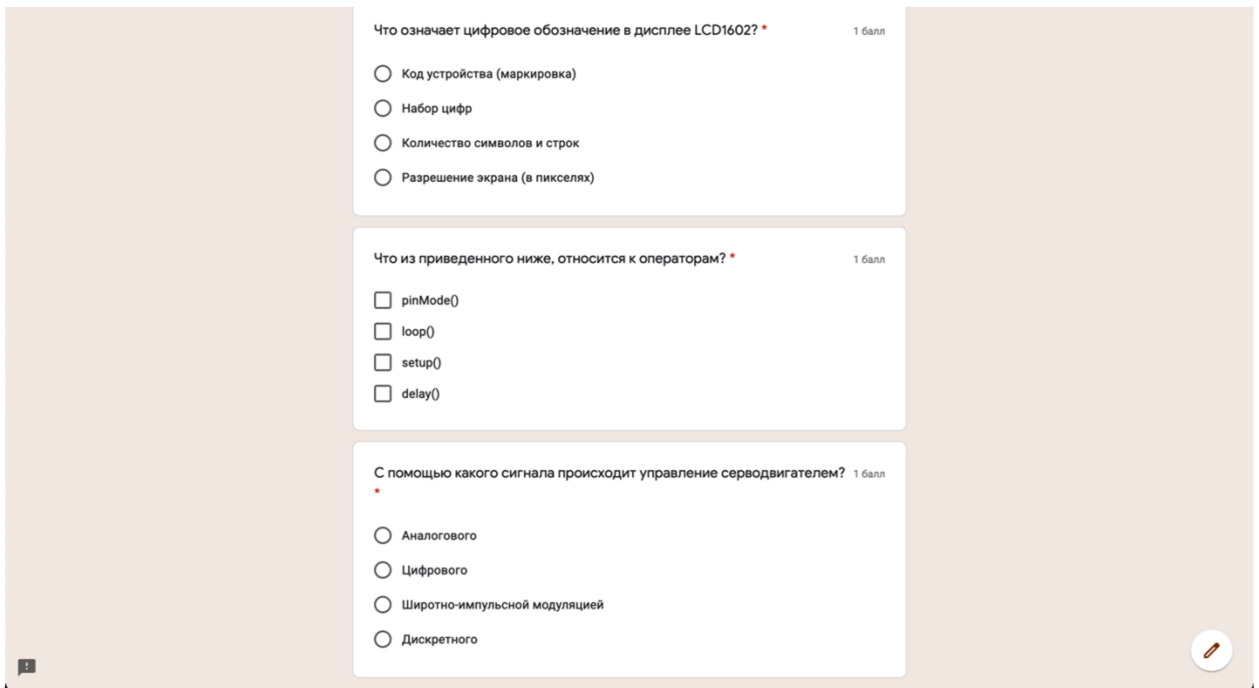 Что означает цифровое обозначение в дисплее LCD1602? * 1 балл
Код устройства (маркировка)
Набор цифр
Количество символов и строк
Разрешение экрана (в пикселях)
Что из приведенного ниже, относится к операторам? * 1 балл
pinMode()
loop()
setup()
delay()
С помощью какого сигнала происходит управление серводвигателем? 1 балл
*
Аналогового
Цифрового
Широтно-импульсной модуляцией
Дискретного